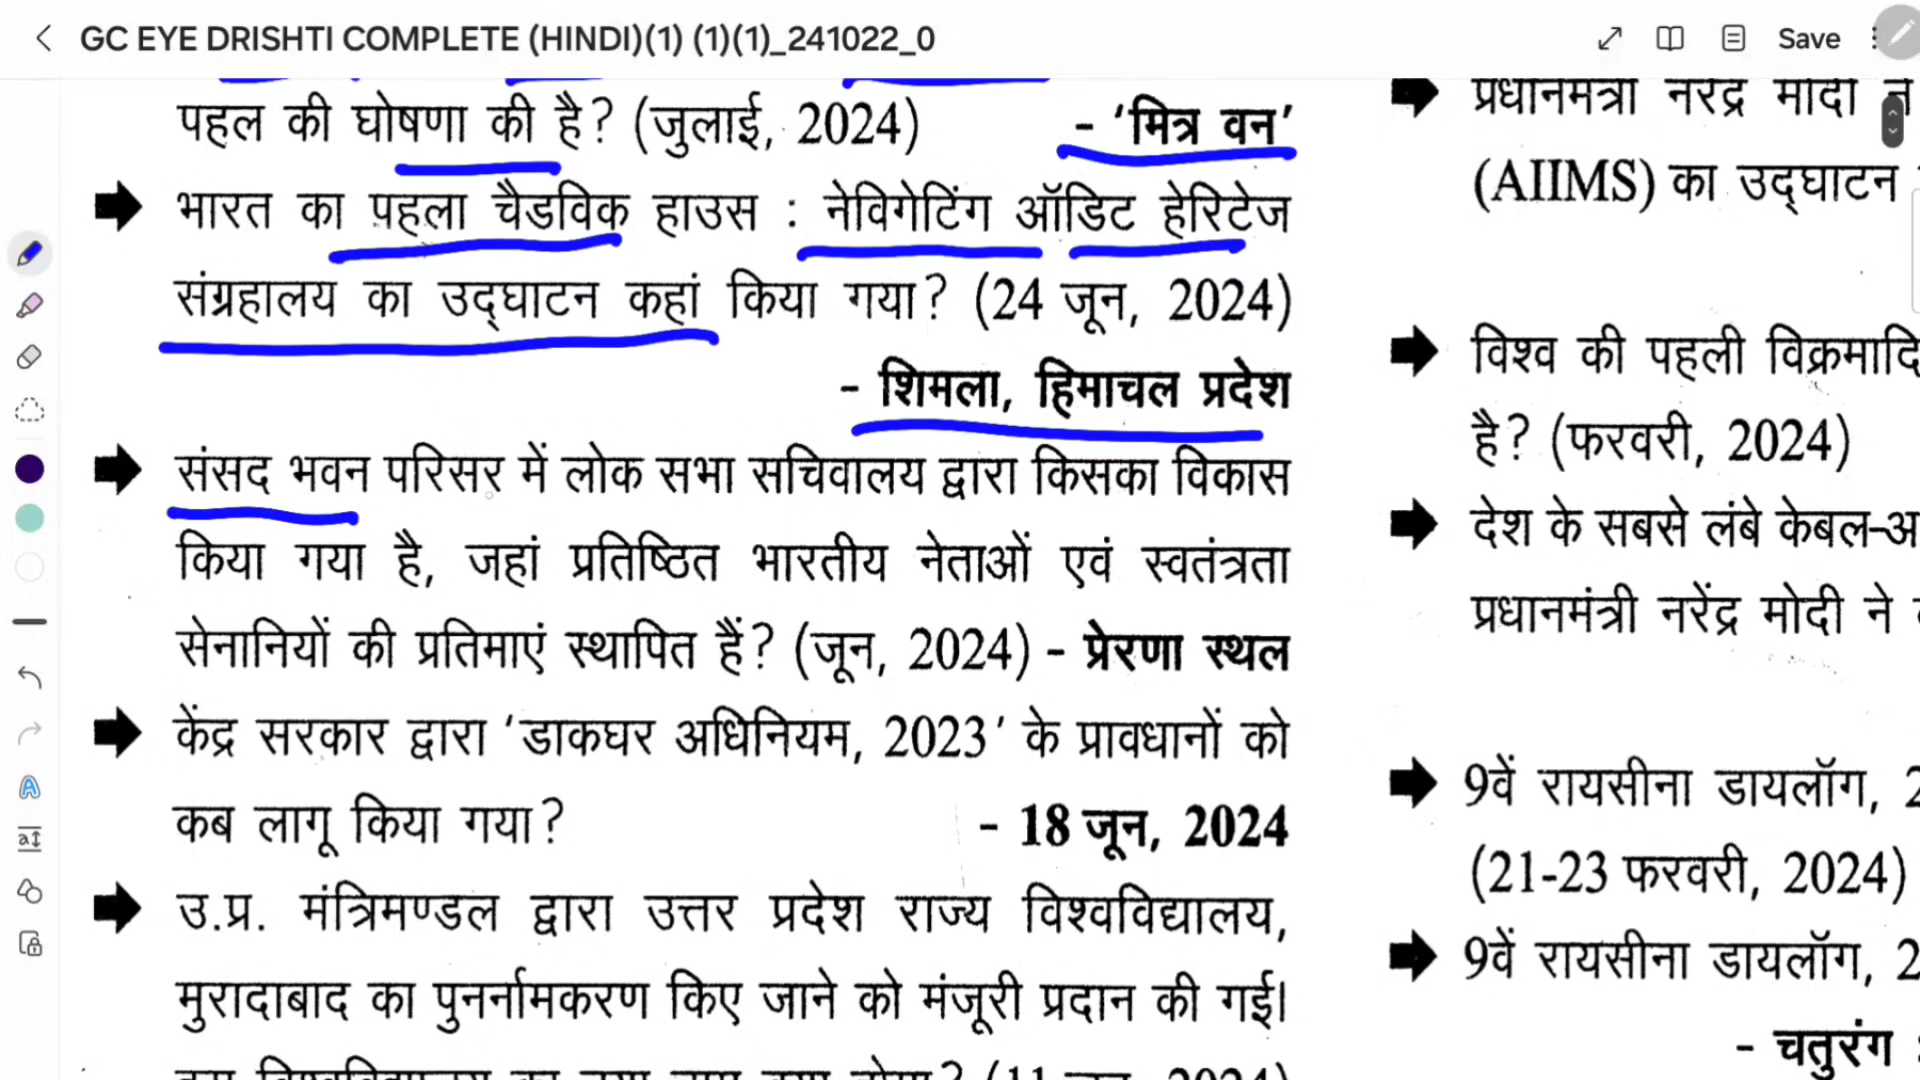 GC EYE DRISHTI COMPLETE (HINDI)(1) (1)(1)_241022_0
Save
पहल की घोषणा की है? (जुलाई, 2024) - ‘मित्र वन’
भारत का पहला चैडविक हाउस : नेविगेटिंग ऑडिट हेरिटेज
संग्रहालय का उद्घाटन कहां किया गया? (24 जून, 2024)
- शिमला, हिमाचल प्रदेश
संसद भवन परिसर में लोक सभा सचिवालय द्वारा किसका विकास
किया गया है, जहां प्रतिष्ठित भारतीय नेताओं एवं स्वतंत्रता
सेनानियों की प्रतिमाएं स्थापित हैं? (जून, 2024) - प्रेरणा स्थल
केंद्र सरकार द्वारा ‘डाकघर अधिनियम, 2023’ के प्रावधानों को
कब लागू किया गया? - 18 जून, 2024
उ.प्र. मंत्रिमण्डल द्वारा उत्तर प्रदेश राज्य विश्वविद्यालय,
मुरादाबाद का पुनर्नामकरण किए जाने को मंजूरी प्रदान की गई।
प्रधानमंत्री नरेंद्र मोदी ने
(AIIMS) का उद्घाटन
विश्व की पहली
है? (फरवरी, 2024)
देश के सबसे लंबे
प्रधानमंत्री नरेंद्र मोदी ने
9वें रायसीना डायलॉग,
(21-23 फरवरी, 2024)
9वें रायसीना डायलॉग,
- चतुरंग